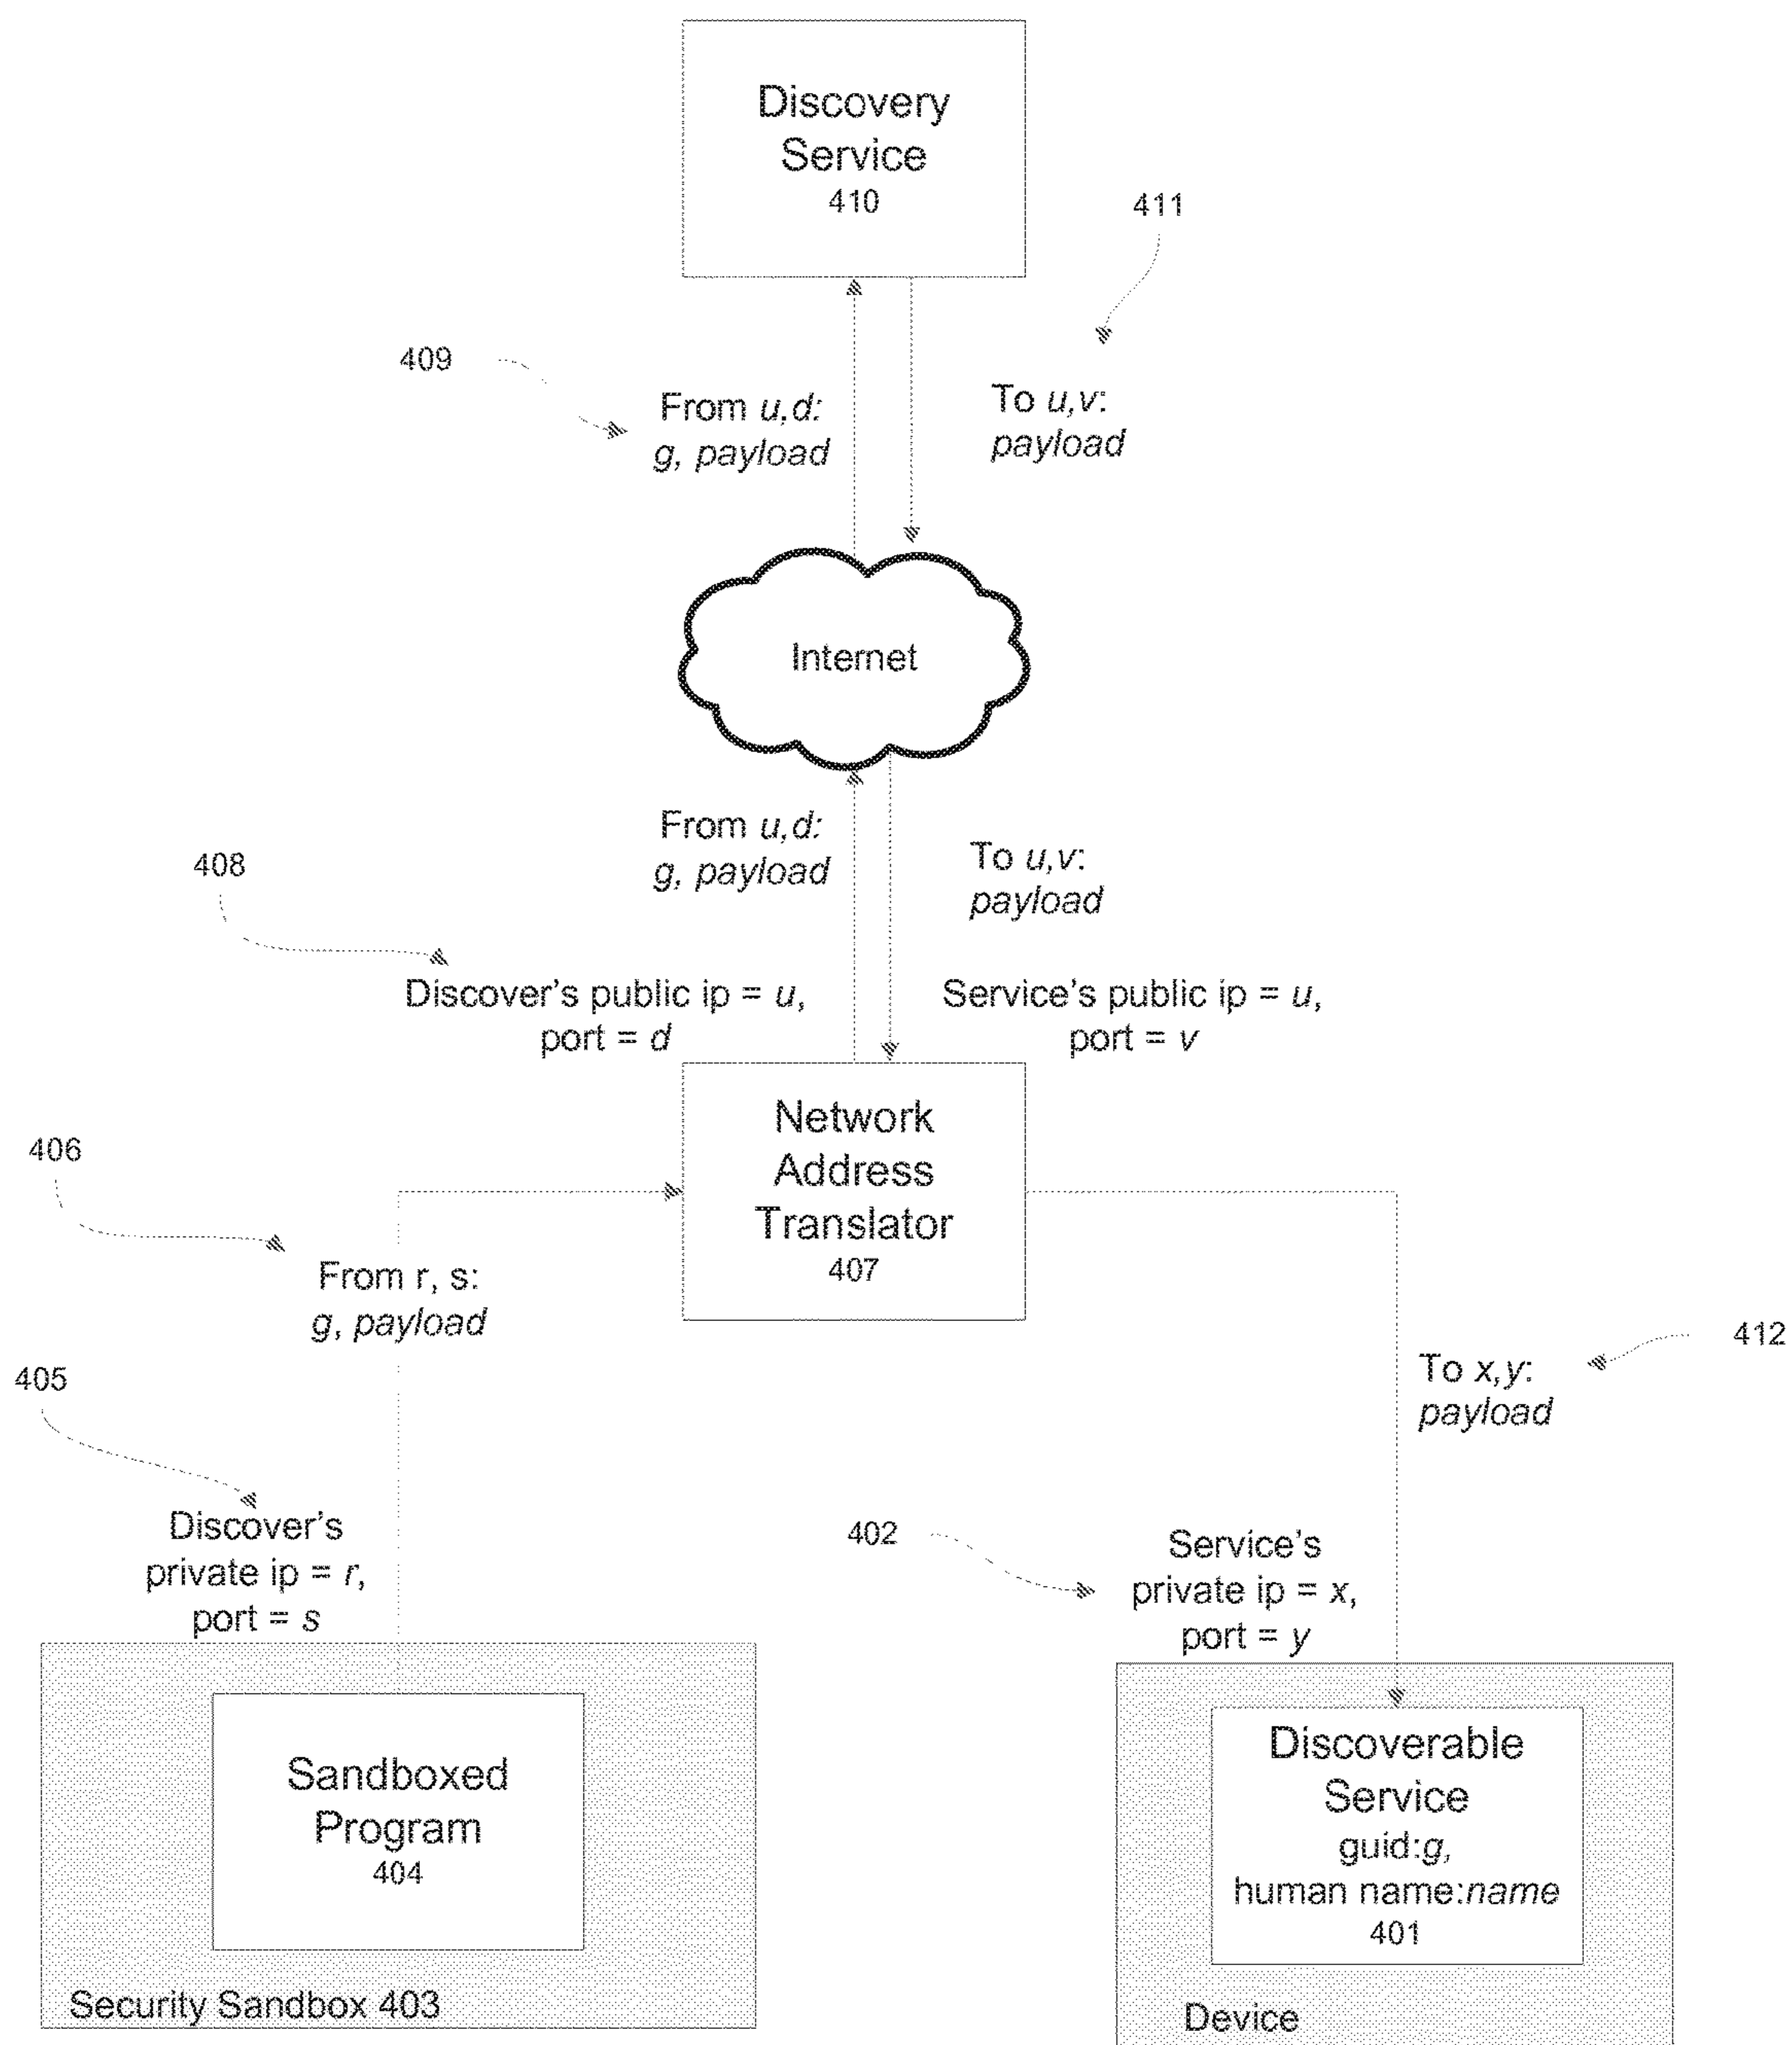 Discovery
Service
410
411
409
From u,d:
g, payload
To u,v:
payload
Internet
From u,d:
g, payload
To u,v:
payload
408
Discover's public ip = u,
port = d
Service's public ip = u,
port = v
Network
Address
Translator
407
406
From r, s:
g, payload
412
To x,y:
payload
405
Discover's
private ip = r,
port = s
402
Service's
private ip = x,
port = y
Sandboxed
Program
404
Security Sandbox 403
Discoverable
Service
guid:g,
human name:name
401
Device